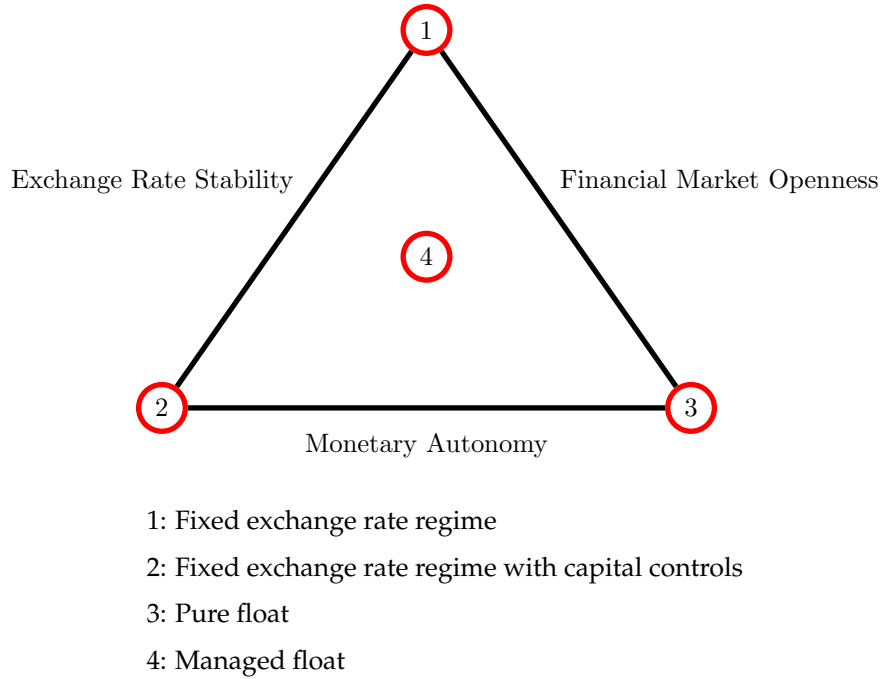 1
Exchange Rate Stability
Financial Market Openness
4
2
3
Monetary Autonomy
1: Fixed exchange rate regime
2: Fixed exchange rate regime with capital controls
3: Pure float
4: Managed float